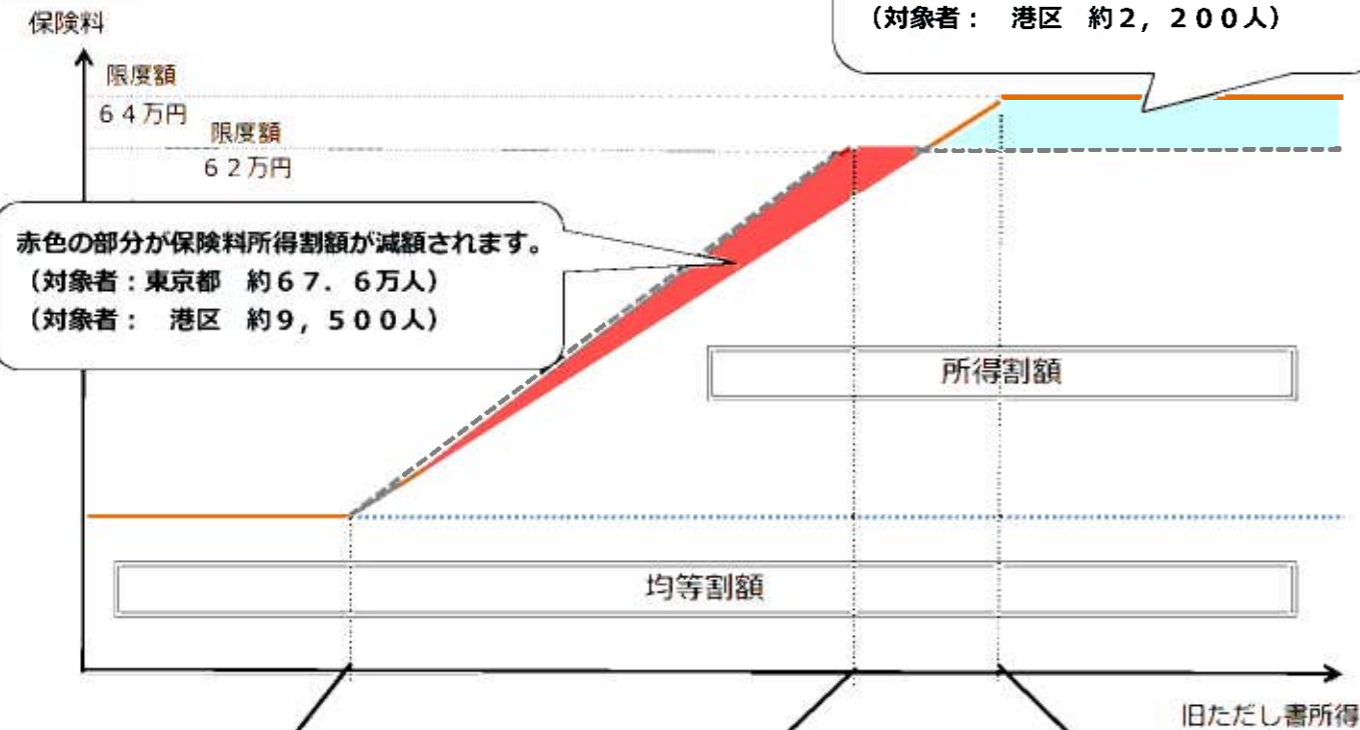 保険料
（対象者：　港区　約２，２００人）
限度額
６４万円
限度額
６２万円
赤色の部分が保険料所得割額が減額されます。
（対象者：東京都　約６７．６万人）
（対象者：　港区　約９，５００人）
所得割額
均等割額
旧ただし書所得